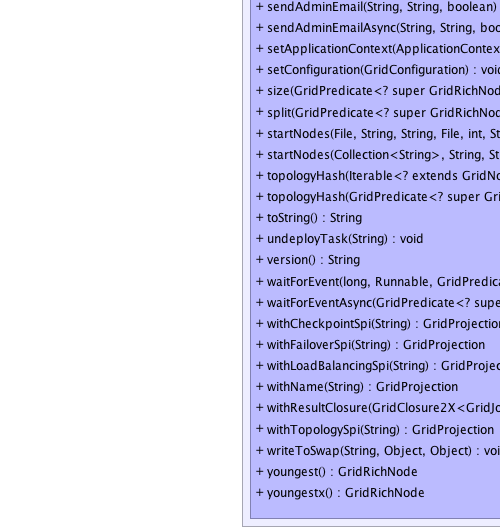 + sendAdminEmail(String, String, boolean)
+ sendAdminEmailAsync(String, String, boo
+ setApplicationContext(ApplicationContex
+ setConfiguration(GridConfiguration) : void
+ size(GridPredicate<? super GridRichNod
+ split(GridPredicate<? super GridRichNod
+ startNodes(File, String, String, File, int, St
+ startNodes(Collection<String>, String, St
+ topologyHash(Iterable<? extends GridNo
+ topologyHash(GridPredicate<? super Gri
+ toString() : String
+ undeployTask(String) : void
+ version() : String
+ waitForEvent(long, Runnable, GridPredica
+ waitForEventAsync(GridPredicate<? supe
+ withCheckpointSpi(String) : GridProjection
+ withFailoverSpi(String) : GridProjection
+ withLoadBalancingSpi(String) : GridProjec
+ withName(String) : GridProjection
+ withResultClosure(GridClosure2X<GridJo
+ withTopologySpi(String) : GridProjection
+ writeToSwap(String, Object, Object) : voi
+ youngest() : GridRichNode
+ youngestx() : GridRichNode